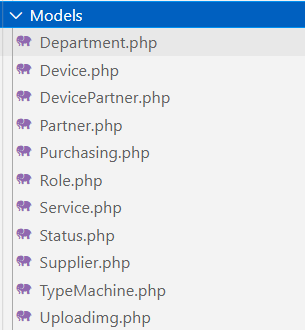 Models
Department.php
Device.php
DevicePartner.php
Partner.php
Purchasing.php
Role.php
Service.php
Status.php
Supplier.php
TypeMachine.php
Uploadimg.php